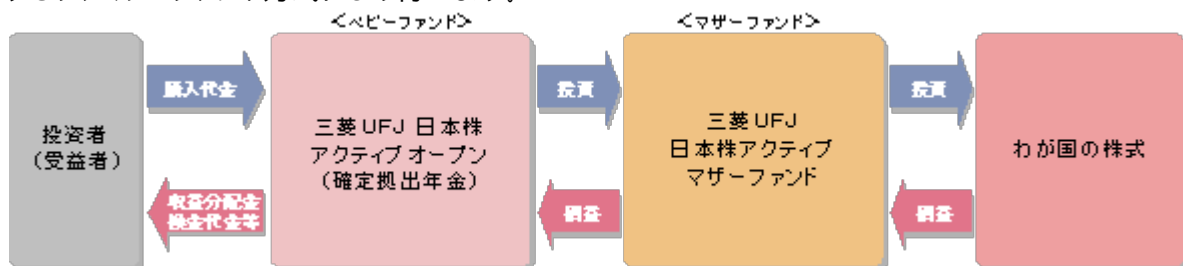 <ベビーファンド>
<マザーファンド>
購入代金
投資
投資
投資者
(受益者)
三菱UFJ 日本株
アクティブオープン
(確定拠出年金)
三菱UFJ
日本株アクティブ
マザーファンド
わが国の株式
収益分配金
換金代金等
損益
損益